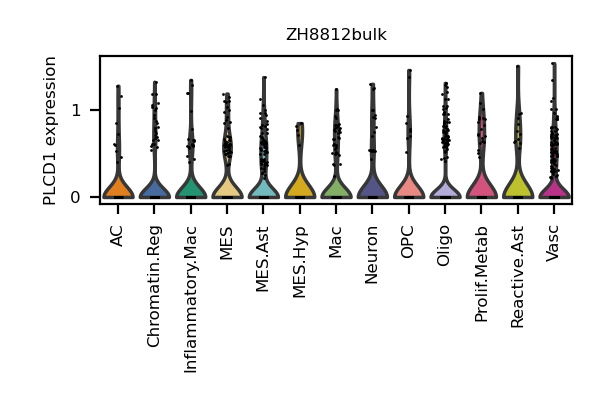 ZH8812bulk
PLCD1 expression
1
0
AC
Chromatin.Reg
Inflammatory.Mac
MES
MES.Ast
MES.Hyp
Mac
Neuron
OPC
Oligo
Prolif.Metab
Reactive.Ast
Vasc